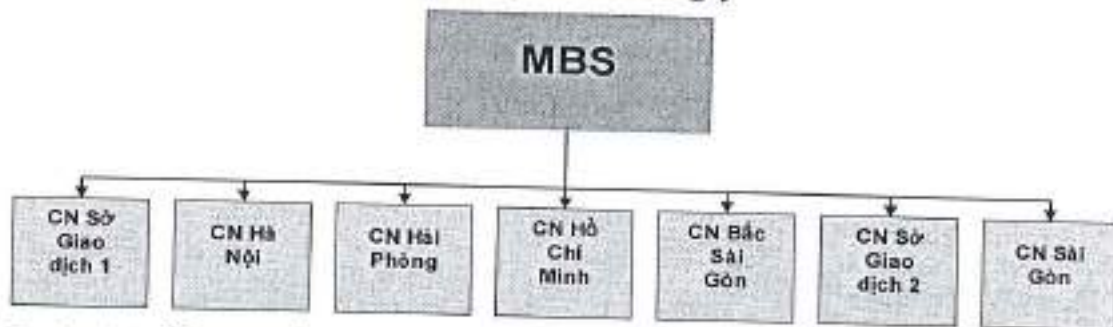 MBS
CN Sở
Giao
dịch 1
CN Hà
Nội
CN Hải
Phòng
CN Hồ
Chí
Minh
CN Bắc
Sài
Gòn
CN Sở
Giao
dịch 2
CN Sài
Gòn